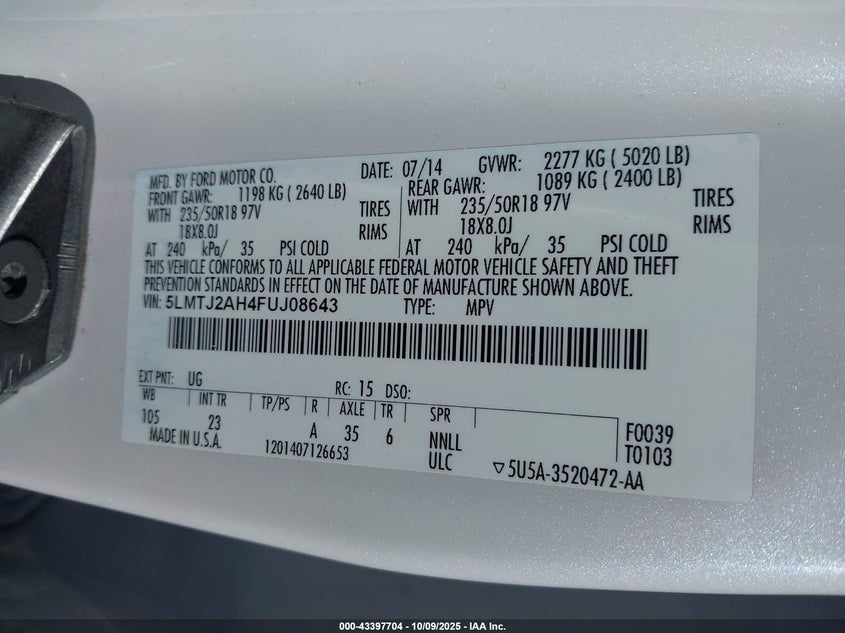 MFD. BY FORD MOTOR CO.
DATE: 07/14 GVWR: 2277 KG ( 5020 LB)
FRONT GAWR: 1198 KG ( 2640 LB) REAR GAWR: 1089 KG ( 2400 LB)
WITH 235/50R18 97V TIRES WITH 235/50R18 97V TIRES
18X8.0J RIMS 18X8.0J RIMS
AT 240 kPa/ 35 PSI COLD AT 240 kPa/ 35 PSI COLD
THIS VEHICLE CONFORMS TO ALL APPLICABLE FEDERAL MOTOR VEHICLE SAFETY AND THEFT
PREVENTION STANDARDS IN EFFECT ON THE DATE OF MANUFACTURE SHOWN ABOVE.
VIN: 5LMTJ2AH4FUJ08643 TYPE: MPV
EXT PNT: UG RC: 15 DSO:
WB INT TR TP/PS R AXLE TR SPR
105 23 A 35 6 NNLL F0039
MADE IN U.S.A. 1201407126653 ULC T0103
▽5U5A-3520472-AA
000-43397704 | 10/09/2025 - IAA Inc.